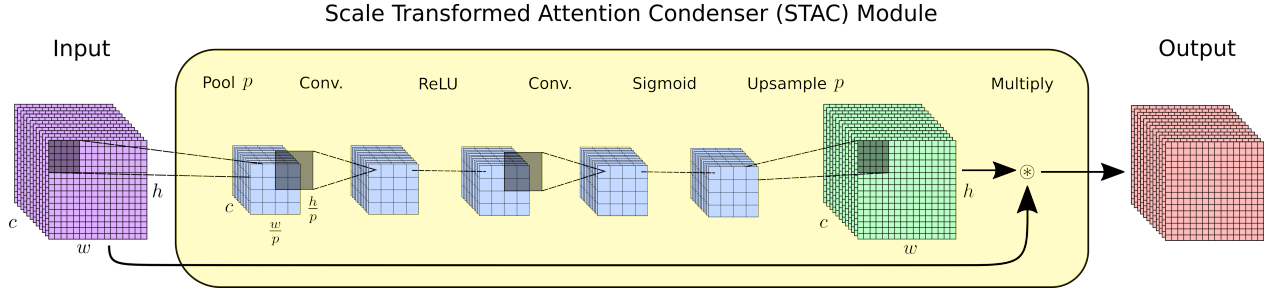 Scale Transformed Attention Condenser (STAC) Module
Input
Output
Pool p
Conv.
ReLU
Conv.
Sigmoid
Upsample p
Multiply
h
c
w
c
h/p
w/p
h
c
w
⊛